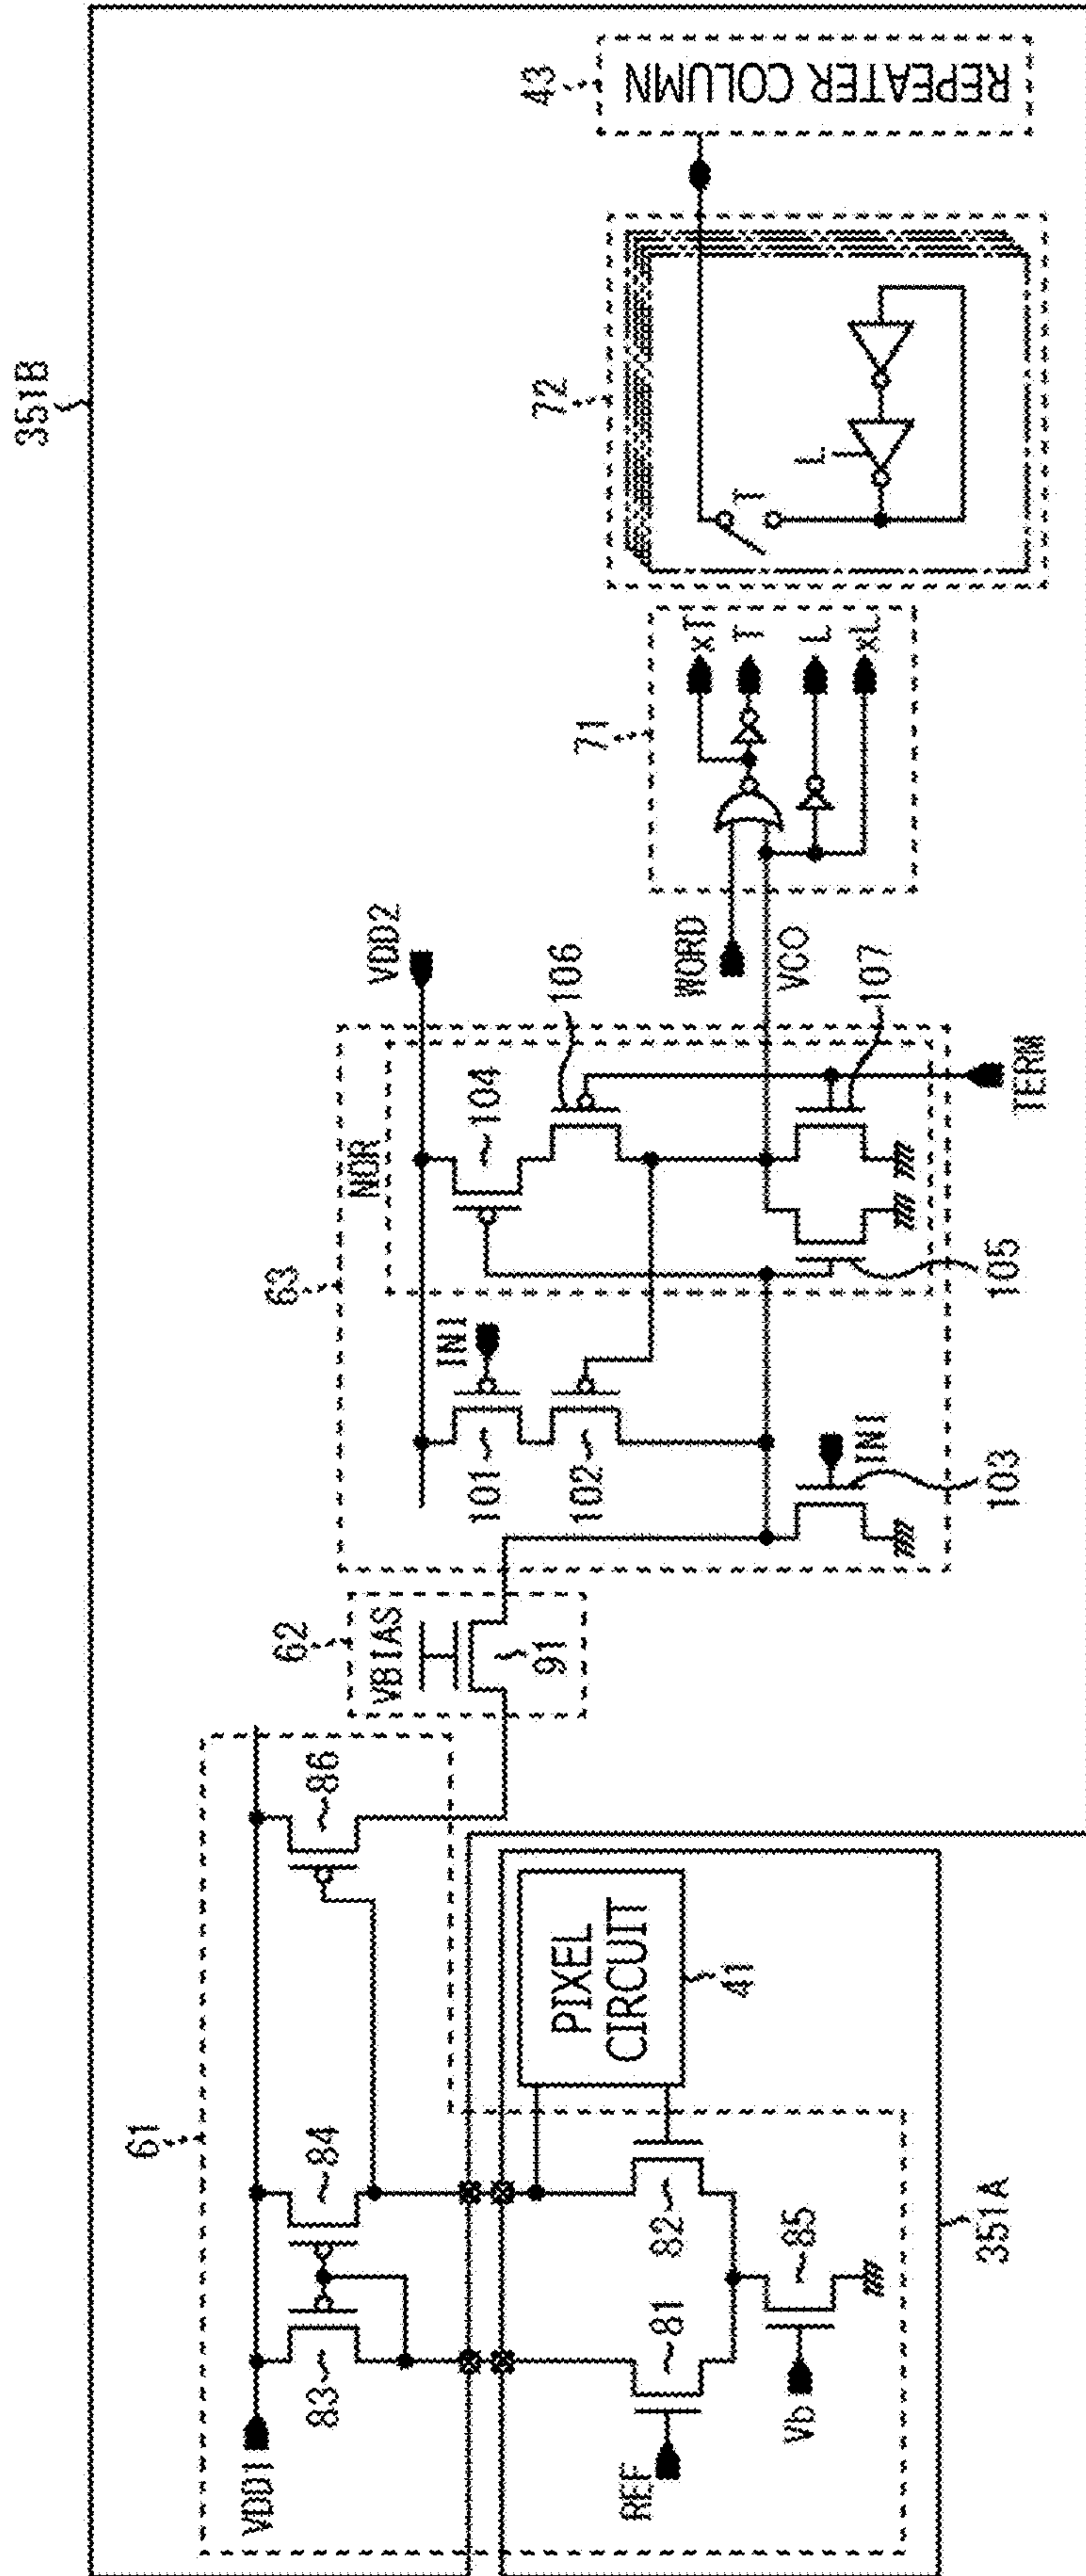 351B
61
VDD1
83
84
86
62
VBIAS
91
63
NOR
VDD2
INI
101
102
104
106
INI
103
105
107
TERM
WORD
VCO
71
xT
T
L
xL
72
T
L
43
REPEATER COLUMN
PIXEL
CIRCUIT
41
REF
81
82
Vb
85
351A